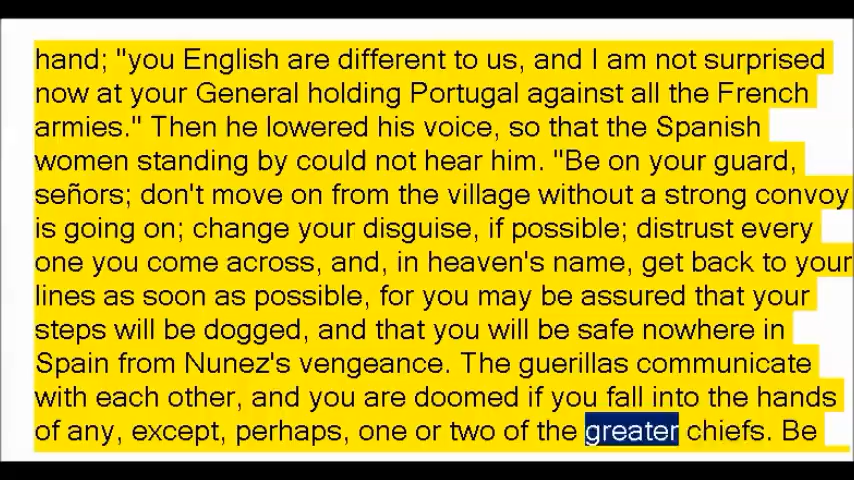 hand; "you English are different to us, and I am not surprised
now at your General holding Portugal against all the French
armies." Then he lowered his voice, so that the Spanish
women standing by could not hear him. "Be on your guard,
señors; don't move on from the village without a strong convoy
is going on; change your disguise, if possible; distrust every
one you come across, and, in heaven's name, get back to your
lines as soon as possible, for you may be assured that your
steps will be dogged, and that you will be safe nowhere in
Spain from Nunez's vengeance. The guerillas communicate
with each other, and you are doomed if you fall into the hands
of any, except, perhaps, one or two of the greater chiefs. Be